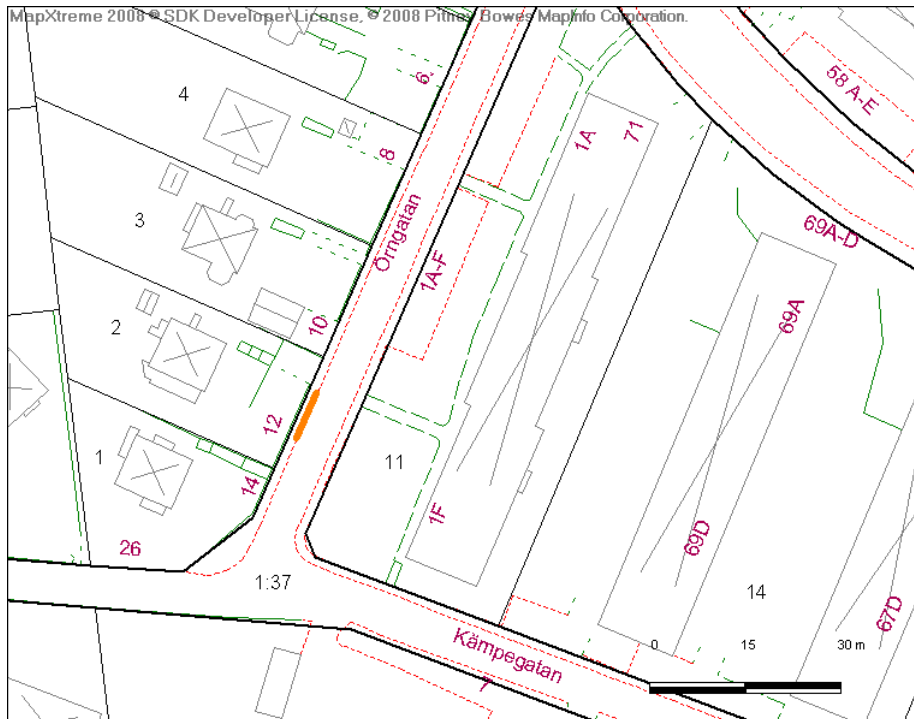 MapXtreme 2008 ® SDK Developer License, © 2008 Pitney Bowes MapInfo Corporation.
6
58 A-E
4
8
1A
71
3
Örngatan
69A-D
1A-F
10
2
69A
12
11
1
14
1F
69D
26
1:37
14
67D
Kämpegatan
0 15 30 m
7